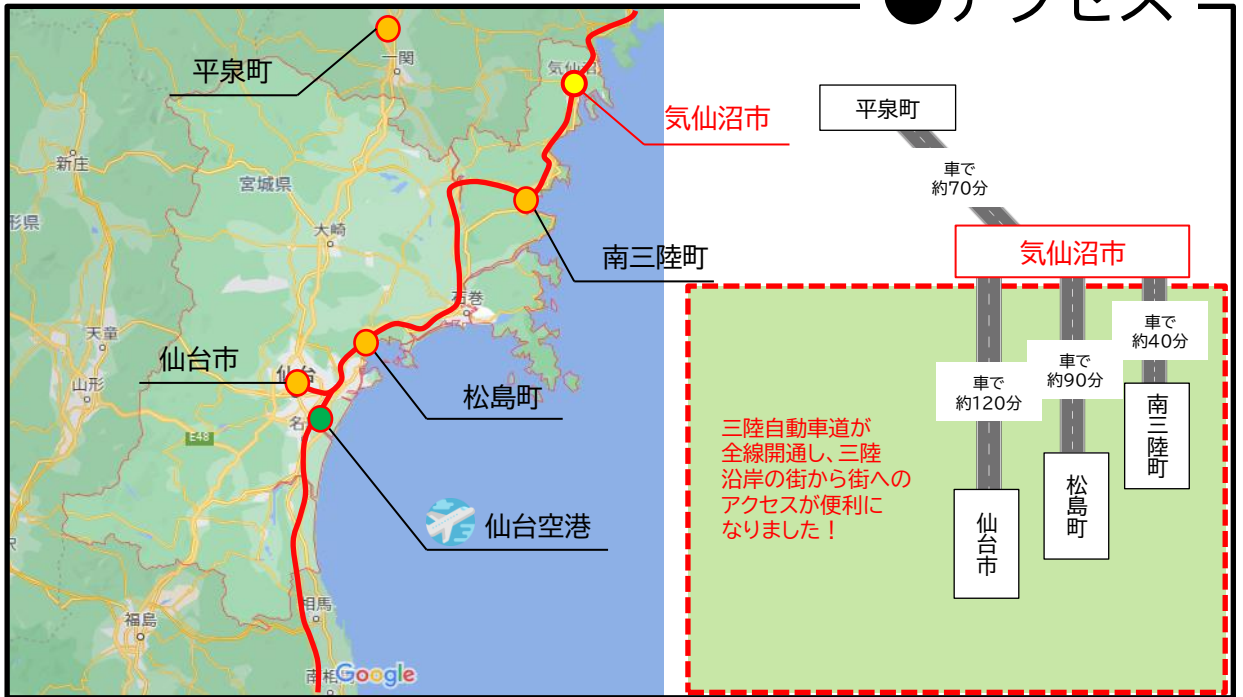 ●アクセス
平泉町
一関
気仙沼
気仙沼市
新庄
宮城県
形県
大崎
南三陸町
石巻
天童
仙台市
仙台
山形
松島町
名
E48
仙台空港
相馬
福島
南相
Google
平泉町
車で
約70分
気仙沼市
車で
約40分
車で
約90分
車で
約120分
南三陸町
松島町
仙台市
三陸自動車道が
全線開通し、三陸
沿岸の街から街への
アクセスが便利に
なりました！